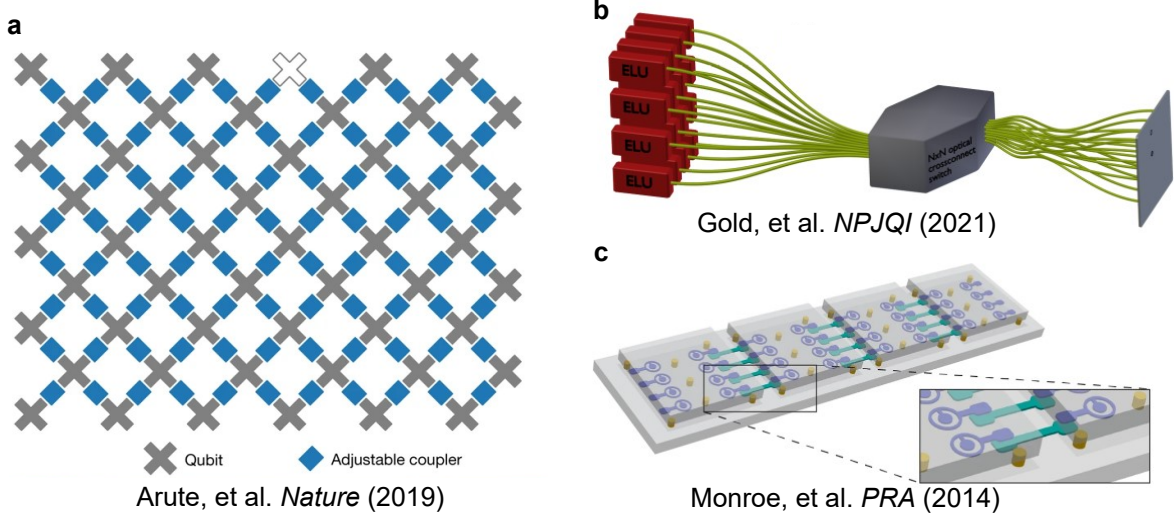 a
Qubit
Adjustable coupler
Arute, et al. Nature (2019)
b
ELU
ELU
ELU
ELU
NxN optical
crossconnect
switch
Gold, et al. NPJQI (2021)
c
Monroe, et al. PRA (2014)